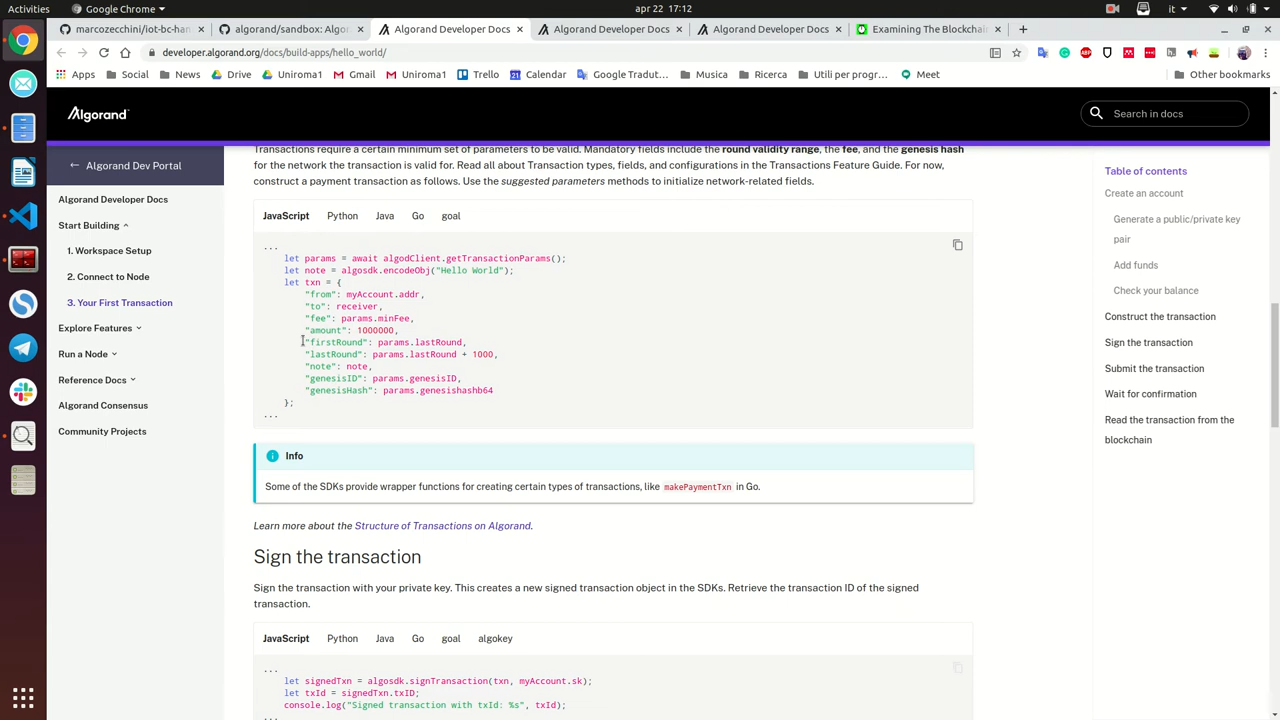 Activities
Google Chrome
apr 22 17:12
it
marcozecchini/iot-bc-han
algorand/sandbox: Algo
Algorand Developer Docs
Algorand Developer Docs
Algorand Developer Docs
Examining The Blockchain
developer.algorand.org/docs/build-apps/hello_world/
Apps
Social
News
Drive
Uniroma1
Gmail
Uniroma1
Trello
Calendar
Google Tradut...
Musica
Ricerca
Utili per progr...
Meet
Other bookmarks
Algorand
Search in docs
Algorand Dev Portal
Algorand Developer Docs
Start Building
1. Workspace Setup
2. Connect to Node
3. Your First Transaction
Explore Features
Run a Node
Reference Docs
Algorand Consensus
Community Projects
Transactions require a certain minimum set of parameters to be valid. Mandatory fields include the round validity range, the fee, and the genesis hash
for the network the transaction is valid for. Read all about Transaction types, fields, and configurations in the Transactions Feature Guide. For now,
construct a payment transaction as follows. Use the suggested parameters methods to initialize network-related fields.
JavaScript Python Java Go goal
...
let params = await algodClient.getTransactionParams();
let note = algosdk.encodeObj("Hello World");
let txn = {
"from": myAccount.addr,
"to": receiver,
"fee": params.minFee,
"amount": 1000000,
"firstRound": params.lastRound,
"lastRound": params.lastRound + 1000,
"note": note,
"genesisID": params.genesisID,
"genesisHash": params.genesishashb64
};
...
Info
Some of the SDKs provide wrapper functions for creating certain types of transactions, like makePaymentTxn in Go.
Learn more about the Structure of Transactions on Algorand.
Sign the transaction
Sign the transaction with your private key. This creates a new signed transaction object in the SDKs. Retrieve the transaction ID of the signed
transaction.
JavaScript Python Java Go goal algokey
...
let signedTxn = algosdk.signTransaction(txn, myAccount.sk);
let txId = signedTxn.txID;
console.log("Signed transaction with txId: %s", txId);
...
Table of contents
Create an account
Generate a public/private key
pair
Add funds
Check your balance
Construct the transaction
Sign the transaction
Submit the transaction
Wait for confirmation
Read the transaction from the
blockchain